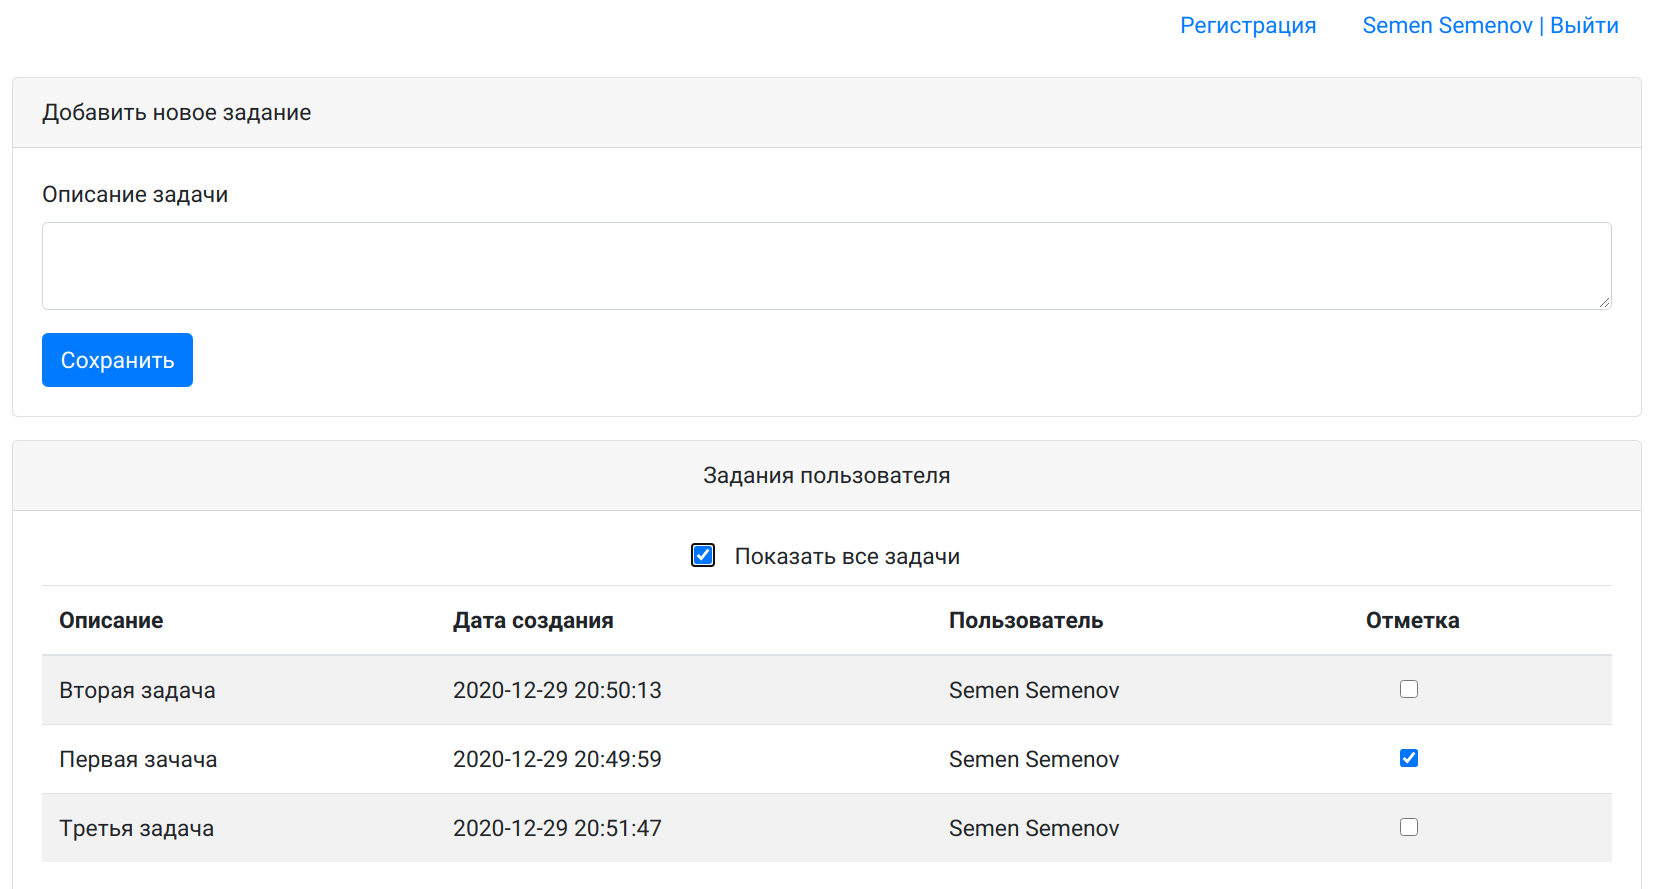 Регистрация Semen Semenov | Выйти
Добавить новое задание
Описание задачи
Сохранить
Задания пользователя
Показать все задачи
Описание Дата создания Пользователь Отметка
Вторая задача 2020-12-29 20:50:13 Semen Semenov
Первая зачача 2020-12-29 20:49:59 Semen Semenov
Третья задача 2020-12-29 20:51:47 Semen Semenov